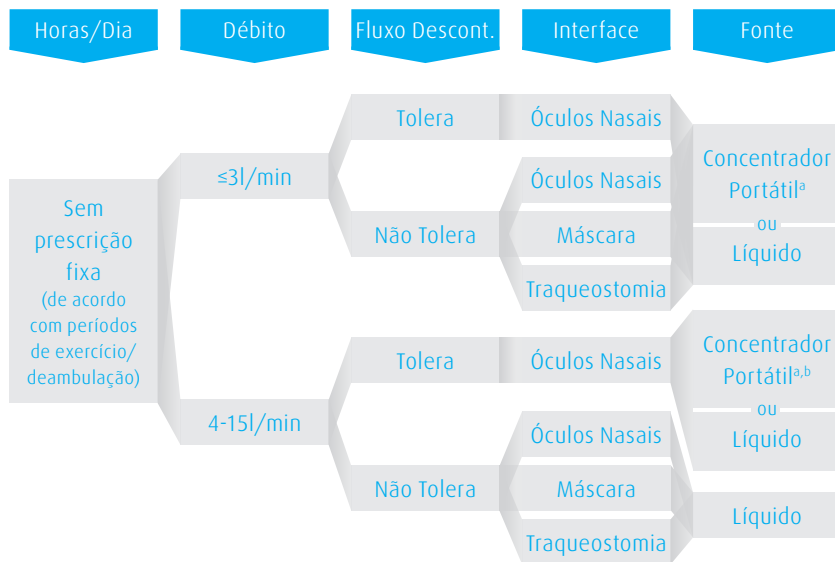 Horas/Dia
Débito
Fluxo Descont.
Interface
Fonte
Sem
prescrição
fixa
(de acordo
com períodos
de exercício/
deambulação)
≤3l/min
Tolera
Óculos Nasais
Não Tolera
Óculos Nasais
Máscara
Traqueostomia
Concentrador
Portátilᵃ
ou
Líquido
4-15l/min
Tolera
Óculos Nasais
Concentrador
Portátilᵃ,ᵇ
ou
Líquido
Não Tolera
Óculos Nasais
Máscara
Traqueostomia
Líquido